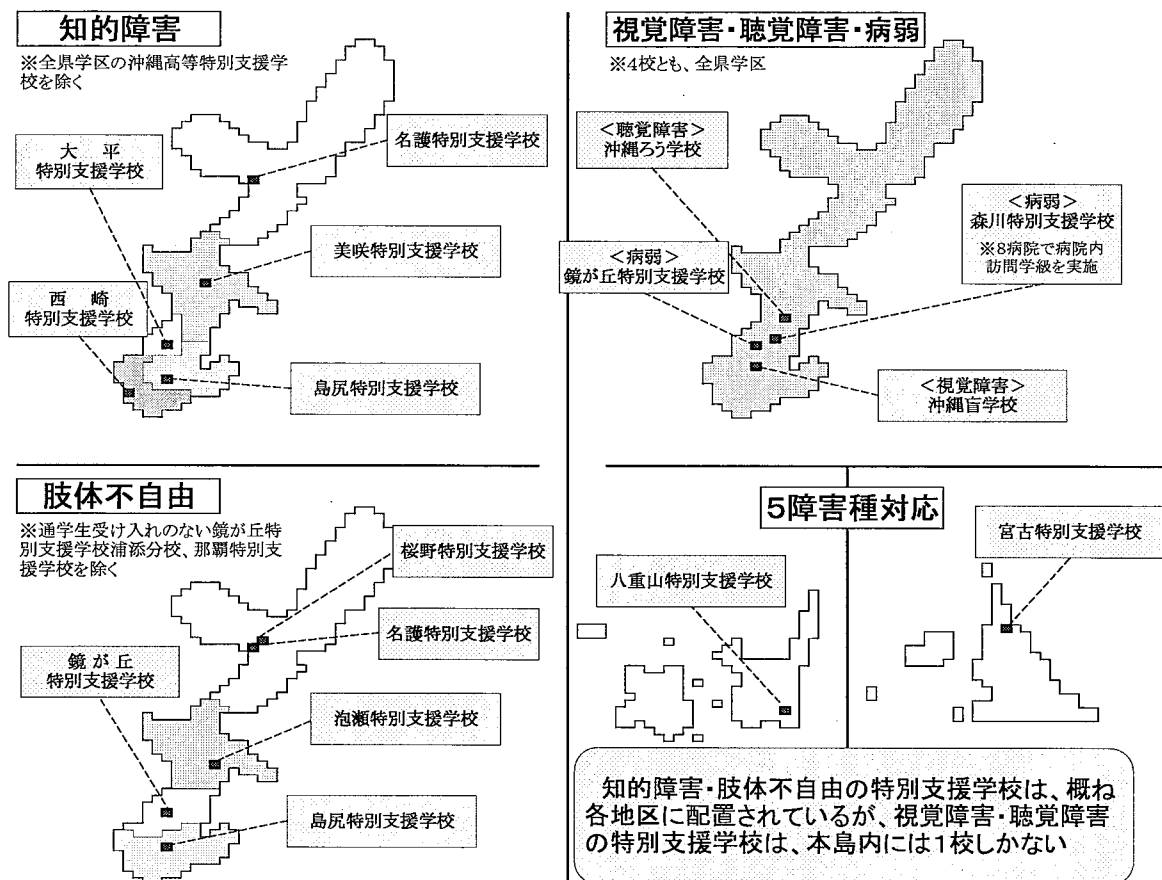 知的障害
※全県学区の沖縄高等特別支援学
校を除く
名護特別支援学校
大　平
特別支援学校
美咲特別支援学校
西　崎
特別支援学校
島尻特別支援学校
視覚障害・聴覚障害・病弱
※4校とも、全県学区
＜聴覚障害＞
沖縄ろう学校
＜病弱＞
森川特別支援学校
※8病院で病院内
訪問学級を実施
＜病弱＞
鏡が丘特別支援学校
＜視覚障害＞
沖縄盲学校
肢体不自由
※通学生受け入れのない鏡が丘特
別支援学校浦添分校、那覇特別支
援学校を除く
桜野特別支援学校
名護特別支援学校
鏡 が 丘
特別支援学校
泡瀬特別支援学校
島尻特別支援学校
5障害種対応
宮古特別支援学校
八重山特別支援学校
知的障害・肢体不自由の特別支援学校は、概ね
各地区に配置されているが、視覚障害・聴覚障害
の特別支援学校は、本島内には1校しかない